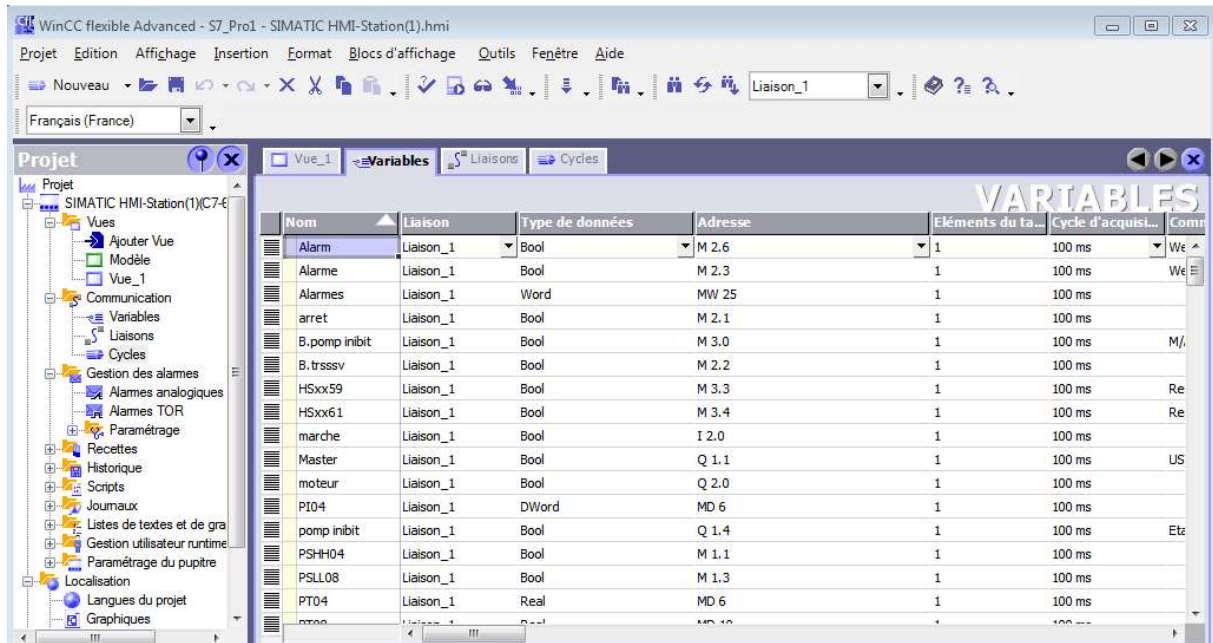 WinCC flexible Advanced - S7_Pro1 - SIMATIC HMI-Station(1).hmi
Projet Edition Affichage Insertion Format Blocs d'affichage Outils Fenêtre Aide
Nouveau Liaison_1
Français (France)
Projet
Vue_1 Variables Liaisons Cycles
VARIABLES
Projet
SIMATIC HMI-Station(1)(C7-6
Vues
Ajouter Vue
Modèle
Vue_1
Communication
Variables
Liaisons
Cycles
Gestion des alarmes
Alarmes analogiques
Alarmes TOR
Paramétrage
Recettes
Historique
Scripts
Journaux
Listes de textes et de gra
Gestion utilisateur runtime
Paramétrage du pupitre
Localisation
Langues du projet
Graphiques
Nom Liaison Type de données Adresse Eléments du ta... Cycle d'acquisi... Comm
Alarm Liaison_1 Bool M 2.6 1 100 ms We
Alarme Liaison_1 Bool M 2.3 1 100 ms We
Alarmes Liaison_1 Word MW 25 1 100 ms
arret Liaison_1 Bool M 2.1 1 100 ms
B.pomp inibit Liaison_1 Bool M 3.0 1 100 ms M/
B.trsssv Liaison_1 Bool M 2.2 1 100 ms
HSxx59 Liaison_1 Bool M 3.3 1 100 ms Re
HSxx61 Liaison_1 Bool M 3.4 1 100 ms Re
marche Liaison_1 Bool I 2.0 1 100 ms
Master Liaison_1 Bool Q 1.1 1 100 ms US
moteur Liaison_1 Bool Q 2.0 1 100 ms
PI04 Liaison_1 DWord MD 6 1 100 ms
pomp inibit Liaison_1 Bool Q 1.4 1 100 ms Eta
PSHH04 Liaison_1 Bool M 1.1 1 100 ms
PSLL08 Liaison_1 Bool M 1.3 1 100 ms
PT04 Liaison_1 Real MD 6 1 100 ms